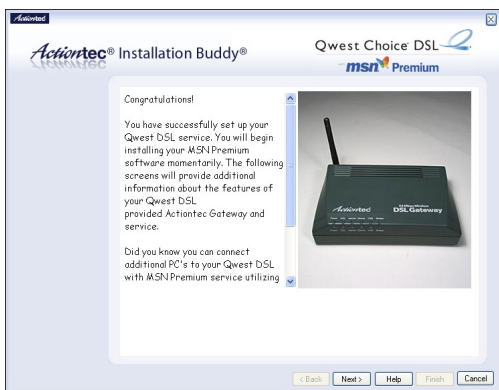 Actiontec
Actiontec® Installation Buddy®
Qwest Choice DSL
msn Premium
Congratulations!
You have successfully set up your
Qwest DSL service. You will begin
installing your MSN Premium
software momentarily. The following
screens will provide additional
information about the features of
your Qwest DSL
provided Actiontec Gateway and
service.
Did you know you can connect
additional PC's to your Qwest DSL
with MSN Premium service utilizing
Actiontec
DSL Gateway
< Back
Next >
Help
Finish
Cancel